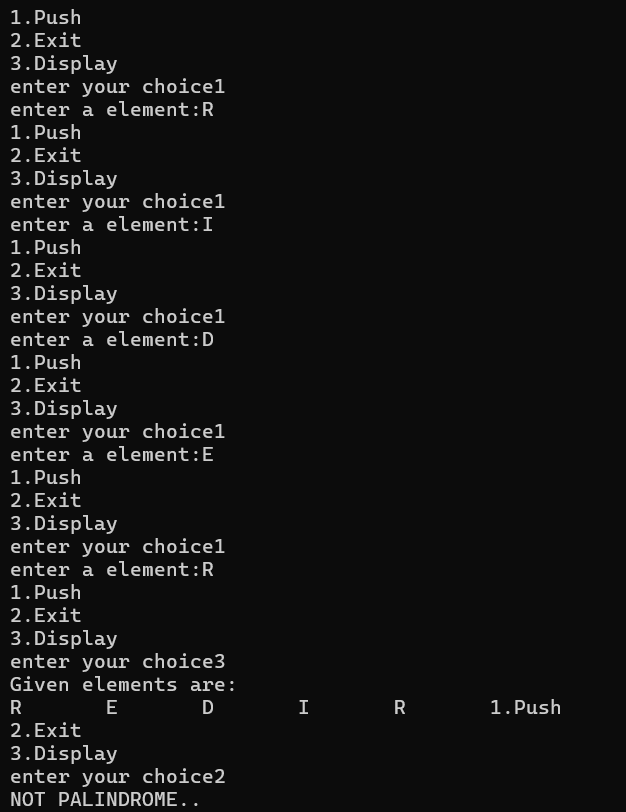 1.Push
2.Exit
3.Display
enter your choice1
enter a element:R
1.Push
2.Exit
3.Display
enter your choice1
enter a element:I
1.Push
2.Exit
3.Display
enter your choice1
enter a element:D
1.Push
2.Exit
3.Display
enter your choice1
enter a element:E
1.Push
2.Exit
3.Display
enter your choice1
enter a element:R
1.Push
2.Exit
3.Display
enter your choice3
Given elements are:
R       E       D       I       R       1.Push
2.Exit
3.Display
enter your choice2
NOT PALINDROME..